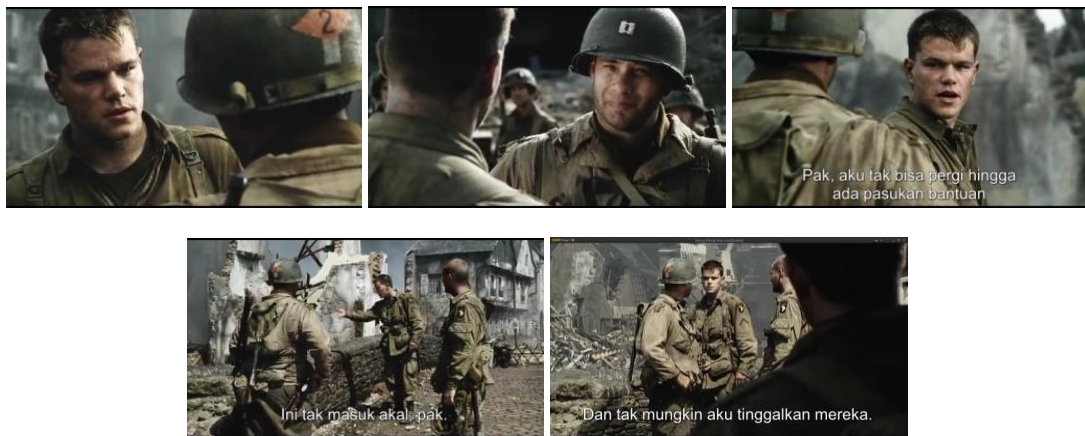 Pak, aku tak bisa pergi hingga
ada pasukan bantuan
Ini tak masuk akal, pak.
Dan tak mungkin aku tinggalkan mereka.